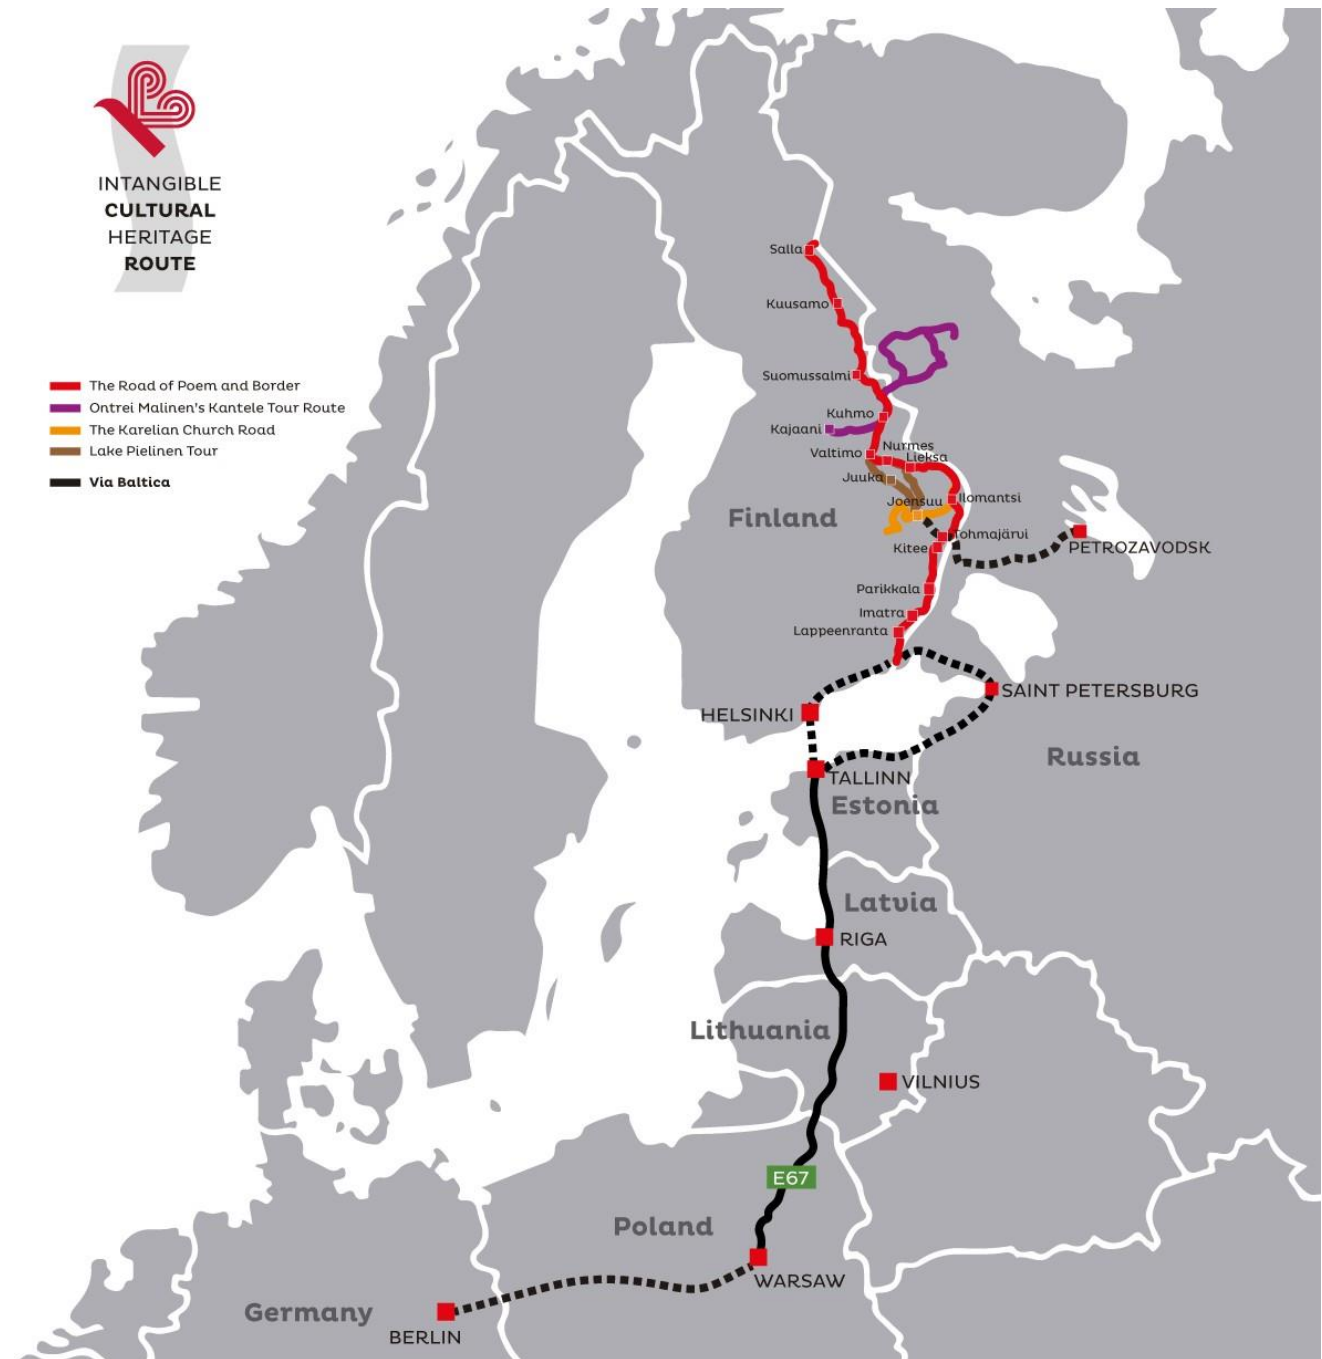 INTANGIBLE
CULTURAL
HERITAGE
ROUTE
The Road of Poem and Border
Ontrei Malinen's Kantele Tour Route
The Karelian Church Road
Lake Pielinen Tour
Via Baltica
Salla
Kuusamo
Suomussalmi
Kuhmo
Kajaani
Nurmes
Valtimo
Lieksa
Juuka
Joensuu
Ilomantsi
Finland
Tohmajärvi
Kitee
PETROZAVODSK
Parikkala
Imatra
Lappeenranta
SAINT PETERSBURG
HELSINKI
Russia
TALLINN
Estonia
Latvia
RIGA
Lithuania
VILNIUS
E67
Poland
WARSAW
Germany
BERLIN